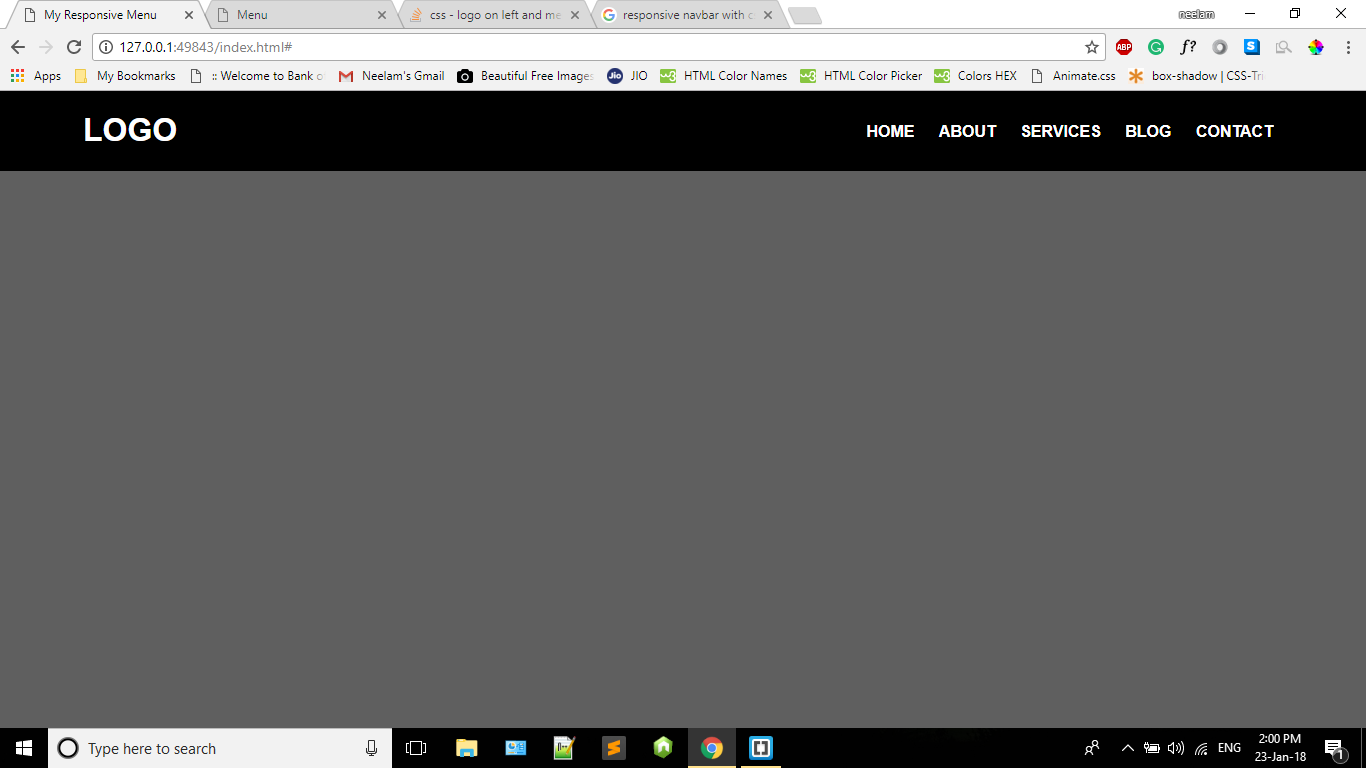 My Responsive Menu
Menu
css - logo on left and me
responsive navbar with c
neelam
127.0.0.1:49843/index.html#
ABP
f?
S
Apps
My Bookmarks
:: Welcome to Bank o
Neelam's Gmail
Beautiful Free Images
Jio
JIO
HTML Color Names
HTML Color Picker
Colors HEX
Animate.css
box-shadow | CSS-Tri
LOGO
HOME
ABOUT
SERVICES
BLOG
CONTACT
Type here to search
ENG
2:00 PM
23-Jan-18
1